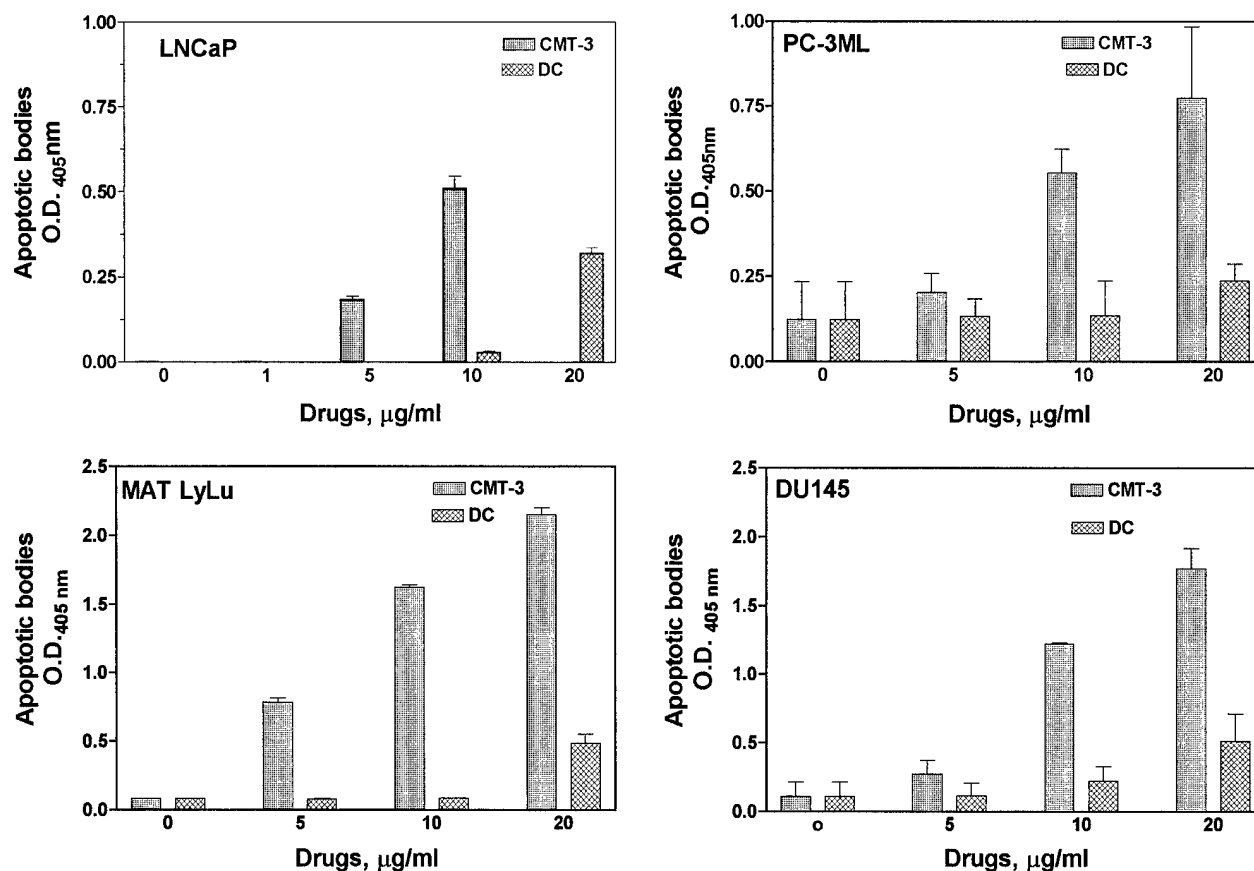 LNCaP
CMT-3
DC
Apoptotic bodies
O.D. 405nm
1.00
0.75
0.50
0.25
0.00
0 1 5 10 20
Drugs, μg/ml
PC-3ML
CMT-3
DC
Apoptotic bodies
O.D.405nm
1.00
0.75
0.50
0.25
0.00
0 5 10 20
Drugs, μg/ml
MAT LyLu
CMT-3
DC
Apoptotic bodies
O.D.405 nm
2.5
2.0
1.5
1.0
0.5
0.0
0 5 10 20
Drugs, μg/ml
DU145
CMT-3
DC
Apoptotic bodies
O.D. 405 nm
2.5
2.0
1.5
1.0
0.5
0.0
o 5 10 20
Drugs, μg/ml